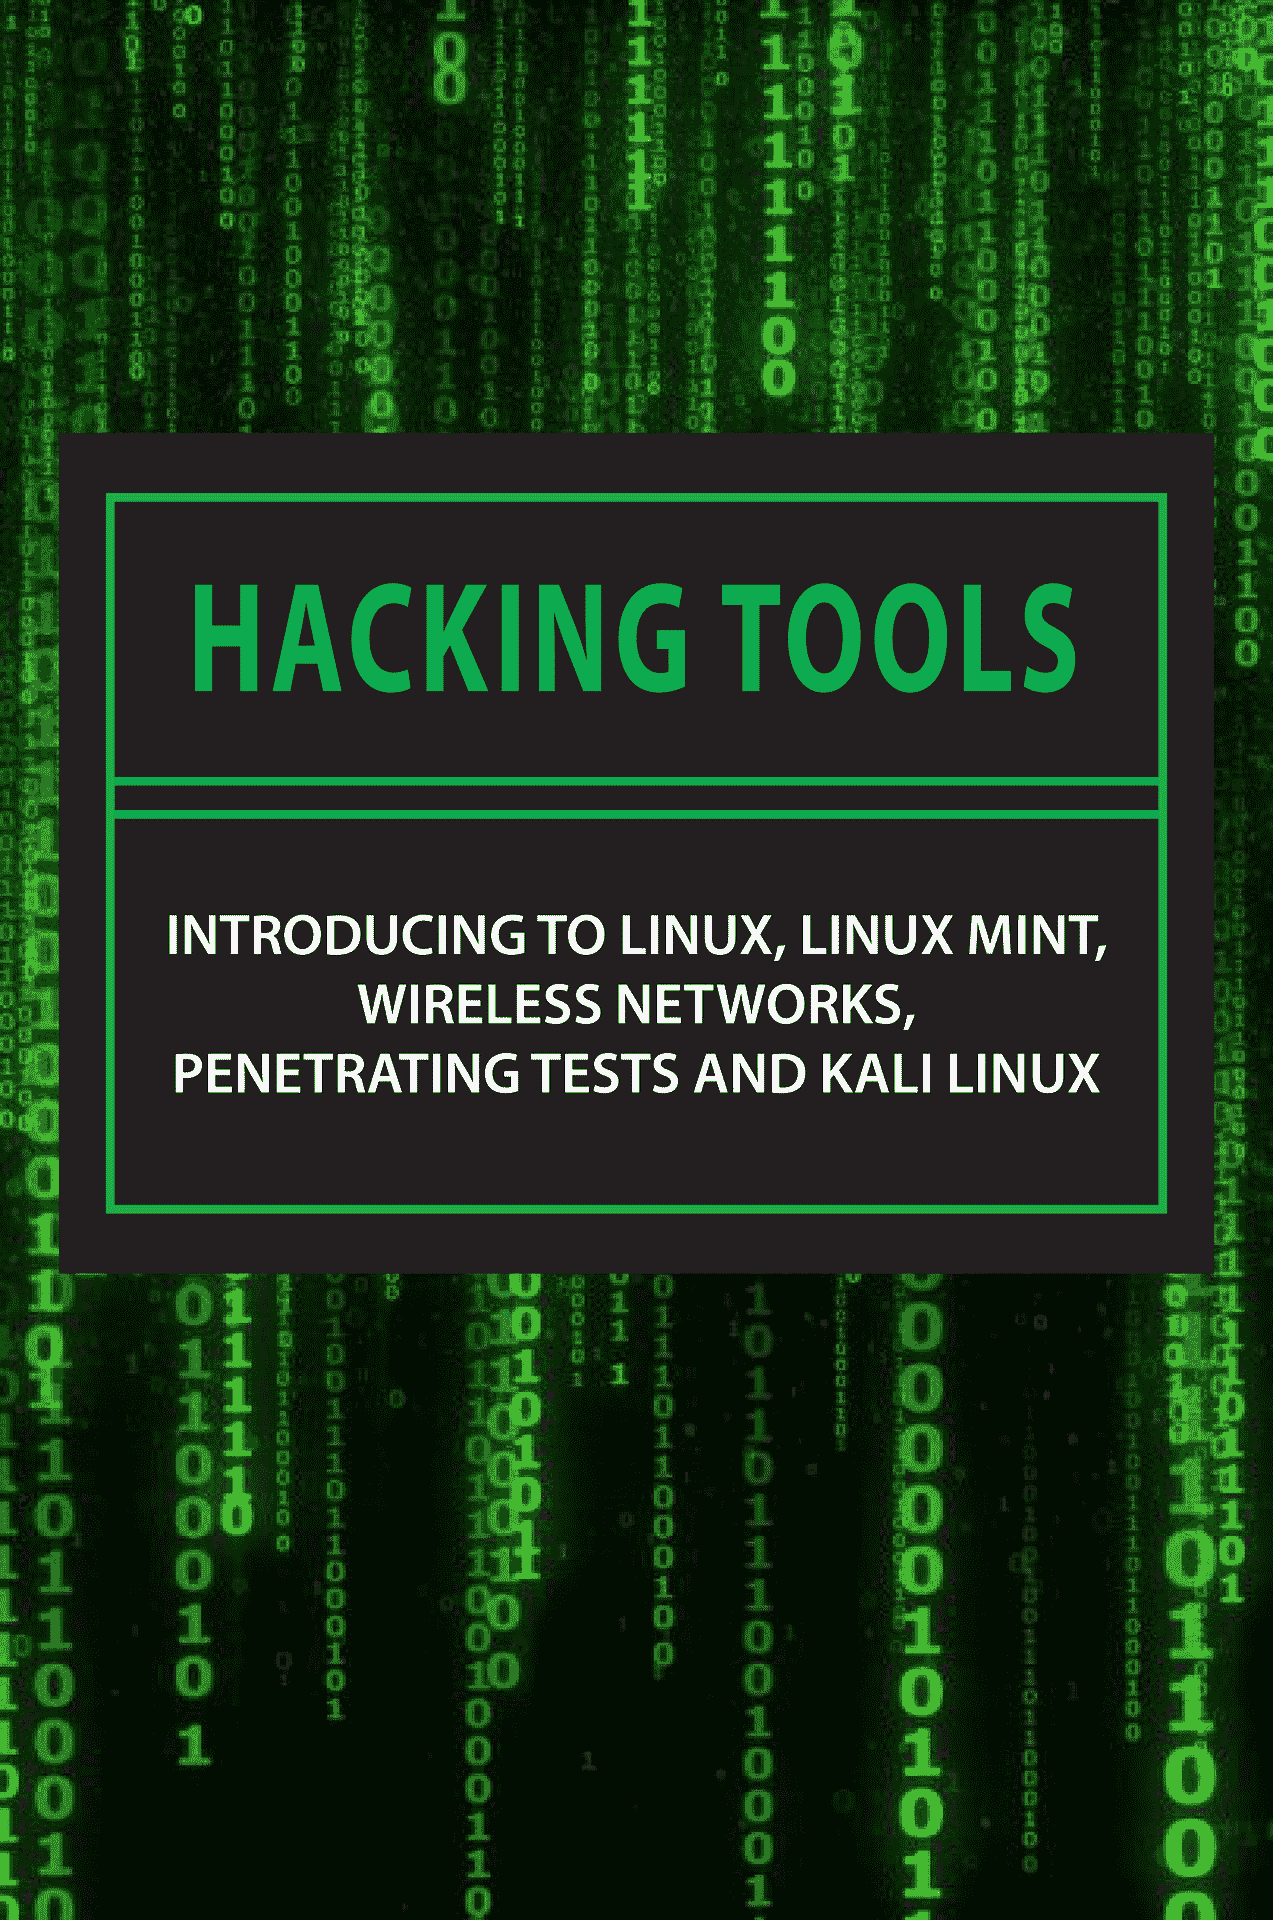 HACKING TOOLS
INTRODUCING TO LINUX, LINUX MINT,
WIRELESS NETWORKS,
PENETRATING TESTS AND KALI LINUX